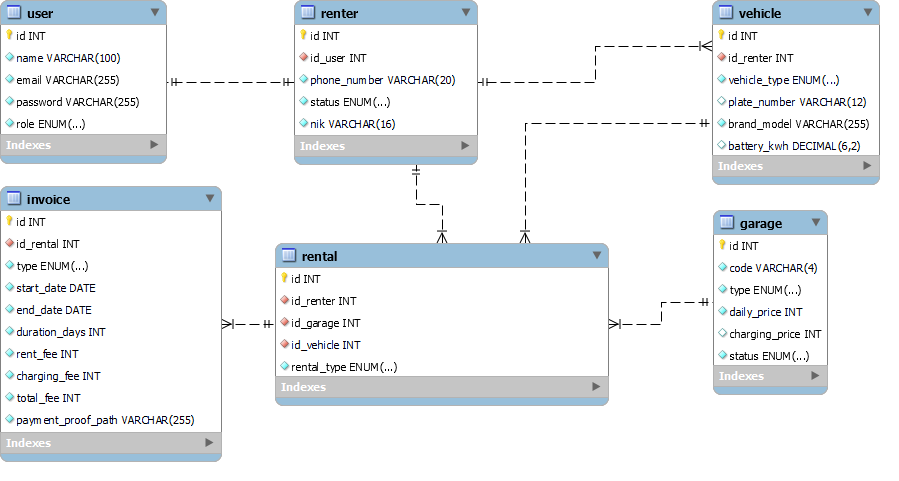 user
id INT
name VARCHAR(100)
email VARCHAR(255)
password VARCHAR(255)
role ENUM(...)
Indexes
renter
id INT
id_user INT
phone_number VARCHAR(20)
status ENUM(...)
nik VARCHAR(16)
Indexes
vehicle
id INT
id_renter INT
vehicle_type ENUM(...)
plate_number VARCHAR(12)
brand_model VARCHAR(255)
battery_kwh DECIMAL(6,2)
Indexes
invoice
id INT
id_rental INT
type ENUM(...)
start_date DATE
end_date DATE
duration_days INT
rent_fee INT
charging_fee INT
total_fee INT
payment_proof_path VARCHAR(255)
Indexes
rental
id INT
id_renter INT
id_garage INT
id_vehicle INT
rental_type ENUM(...)
Indexes
garage
id INT
code VARCHAR(4)
type ENUM(...)
daily_price INT
charging_price INT
status ENUM(...)
Indexes